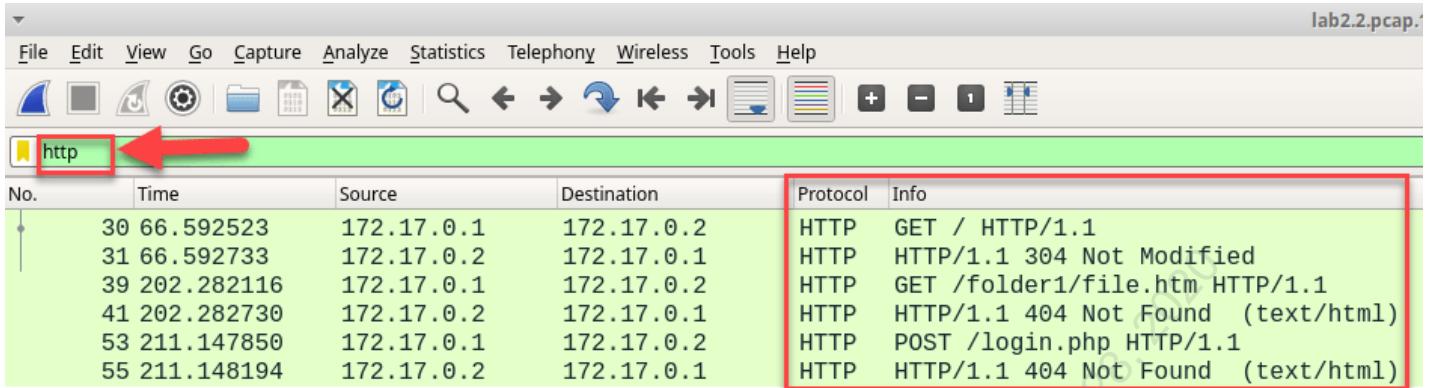 lab2.2.pcap.
File Edit View Go Capture Analyze Statistics Telephony Wireless Tools Help
http
No. Time Source Destination Protocol Info
30 66.592523 172.17.0.1 172.17.0.2 HTTP GET / HTTP/1.1
31 66.592733 172.17.0.2 172.17.0.1 HTTP HTTP/1.1 304 Not Modified
39 202.282116 172.17.0.1 172.17.0.2 HTTP GET /folder1/file.htm HTTP/1.1
41 202.282730 172.17.0.2 172.17.0.1 HTTP HTTP/1.1 404 Not Found (text/html)
53 211.147850 172.17.0.1 172.17.0.2 HTTP POST /login.php HTTP/1.1
55 211.148194 172.17.0.2 172.17.0.1 HTTP HTTP/1.1 404 Not Found (text/html)